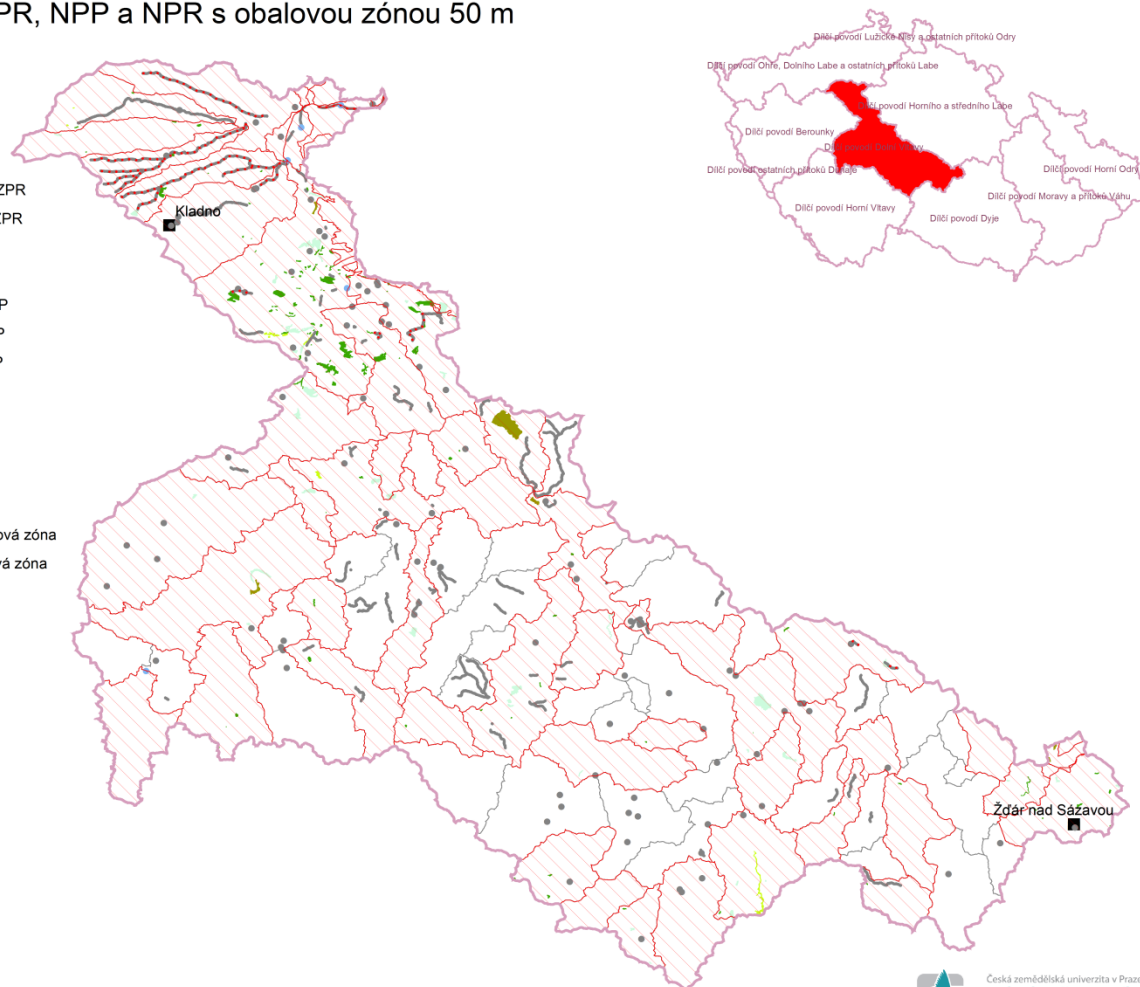 PR, NPP a NPR s obalovou zónou 50 m
Dílčí povodí Lužické Nisy a ostatních přítoků Odry
Dílčí povodí Ohře, Dolního Labe a ostatních přítoků Labe
Dílčí povodí Horního a středního Labe
Dílčí povodí Berounky
Dílčí povodí Dolní Vltavy
Dílčí povodí ostatních přítoků Dunaje
Dílčí povodí Horní Odry
Dílčí povodí Moravy a přítoků Váhu
Dílčí povodí Horní Vltavy
Dílčí povodí Dyje
ZPR
ZPR
Kladno
P
P
P
ová zóna
vá zóna
Žďár nad Sázavou
Česká zemědělská univerzita v Praze